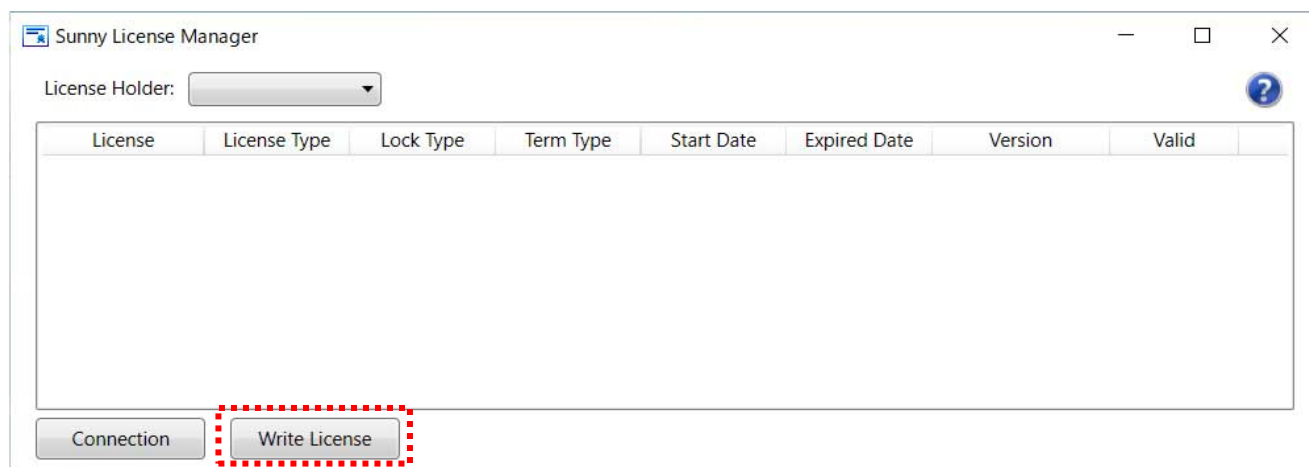 Sunny License Manager
License Holder:
?
License License Type Lock Type Term Type Start Date Expired Date Version Valid
Connection Write License